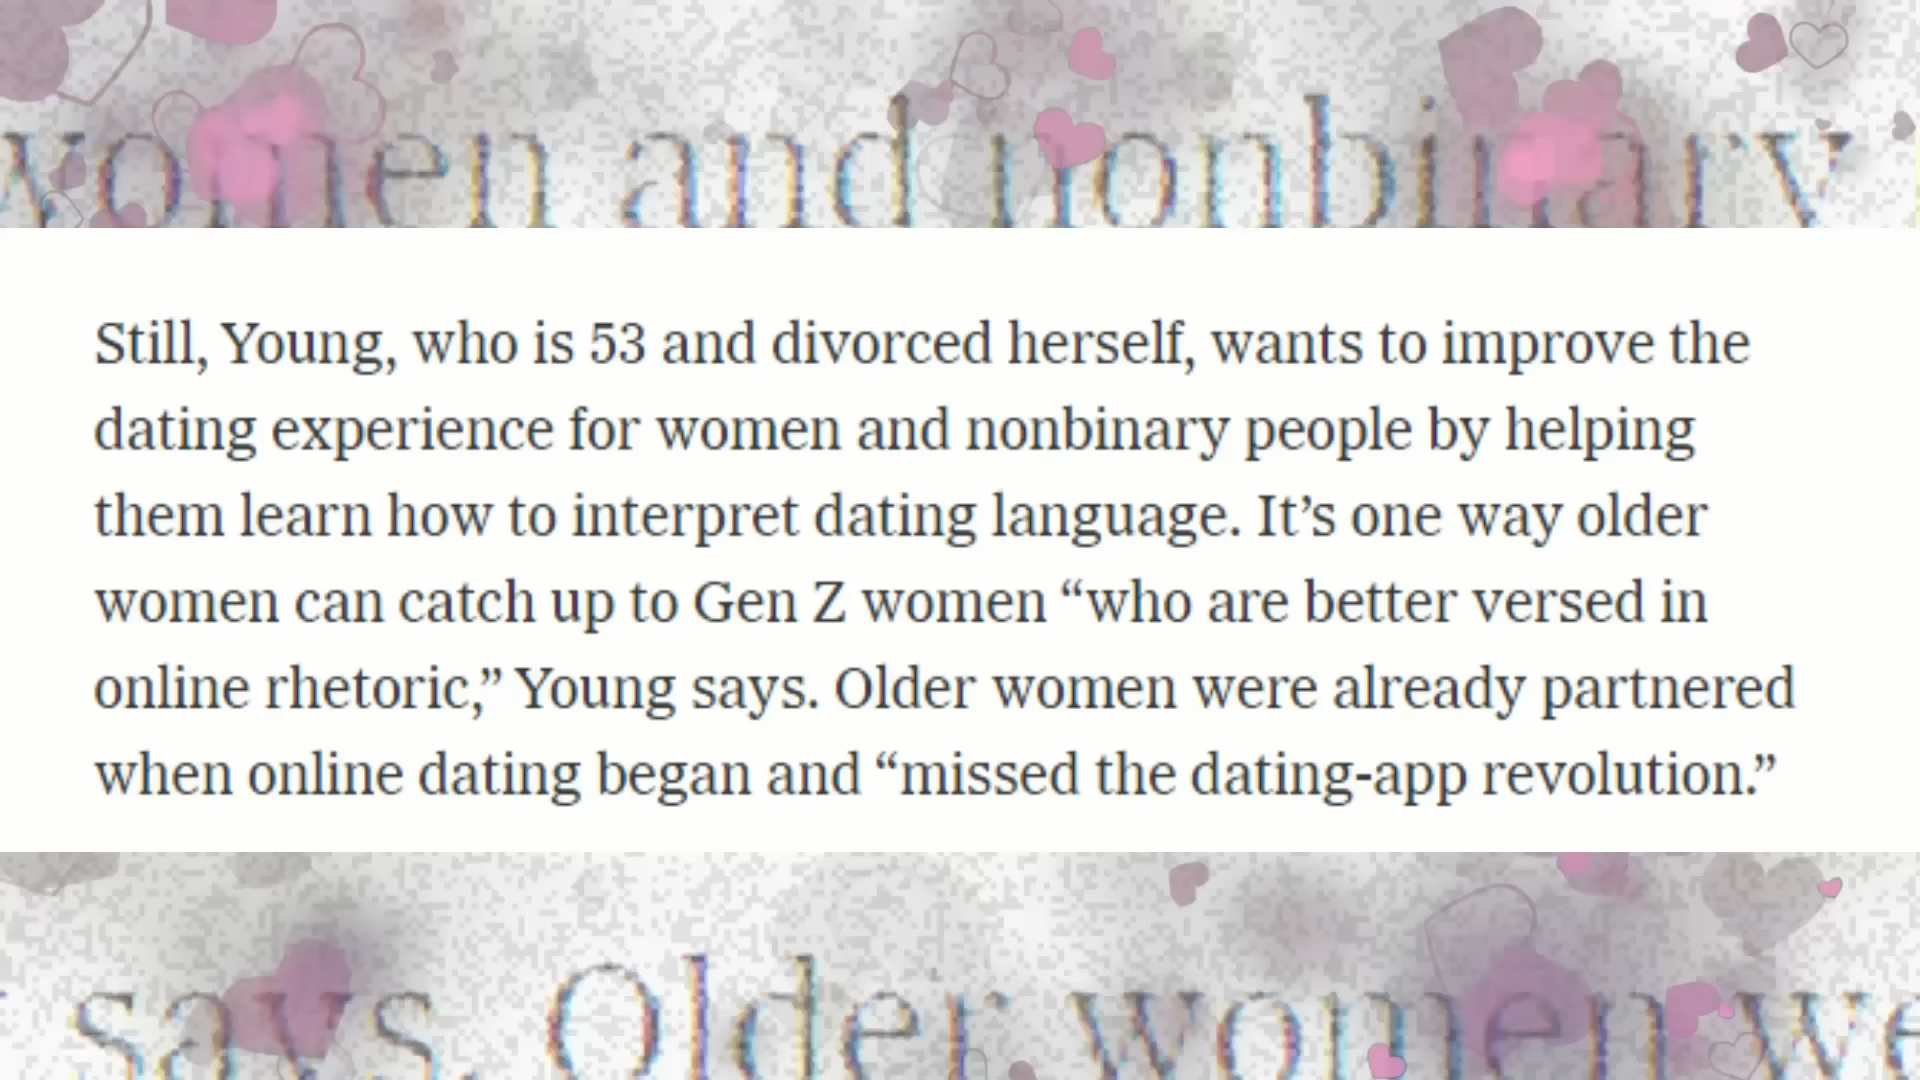 women and nonbinary
Still, Young, who is 53 and divorced herself, wants to improve the
dating experience for women and nonbinary people by helping
them learn how to interpret dating language. It’s one way older
women can catch up to Gen Z women “who are better versed in
online rhetoric,” Young says. Older women were already partnered
when online dating began and “missed the dating-app revolution.”
says. Older women we